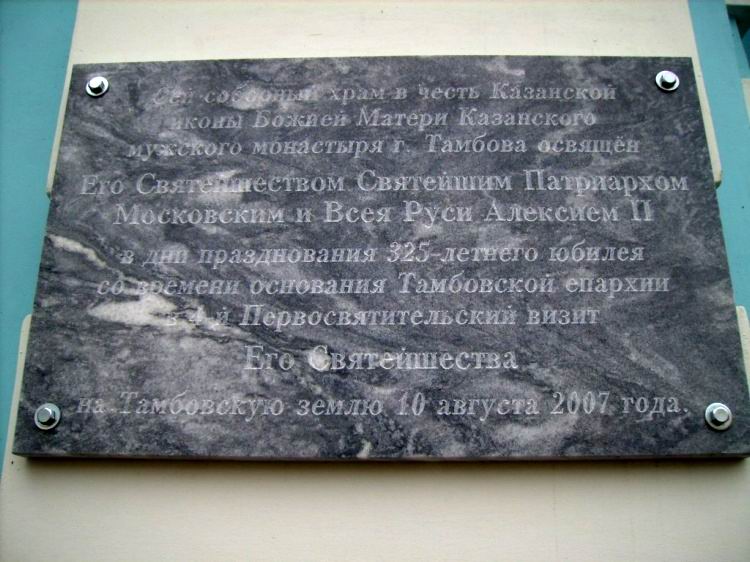 Сей соборный храм в честь Казанской
иконы Божией Матери Казанского
мужского монастыря г. Тамбова освящён
Его Святейшеством Святейшим Патриархом
Московским и Всея Руси Алексием II
в дни празднования 325-летнего юбилея
со времени основания Тамбовской епархии
в 4-й Первосвятительский визит
Его Святейшества
на Тамбовскую землю 10 августа 2007 года.